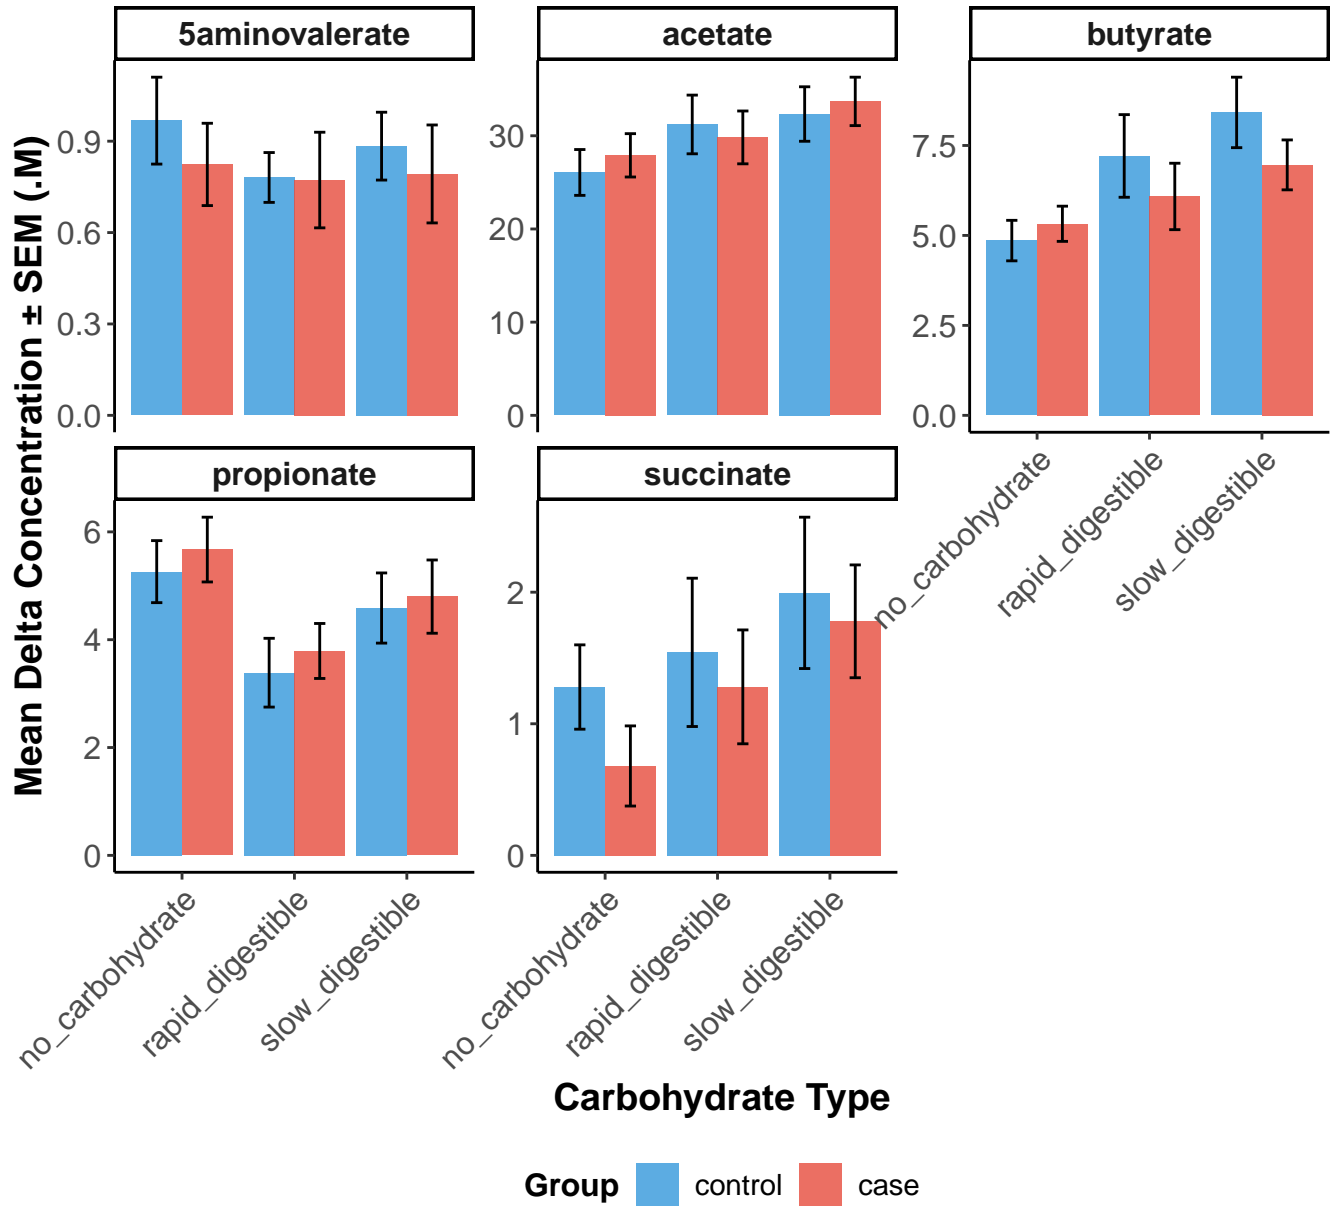 5aminovalerate
acetate
butyrate
Mean Delta Concentration ± SEM (.M)
0.9
0.6
0.3
0.0
30
20
10
0
7.5
5.0
2.5
0.0
no_carbohydrate
rapid_digestible
slow_digestible
propionate
succinate
6
4
2
0
2
1
0
no_carbohydrate
rapid_digestible
slow_digestible
no_carbohydrate
rapid_digestible
slow_digestible
Carbohydrate Type
Group control case